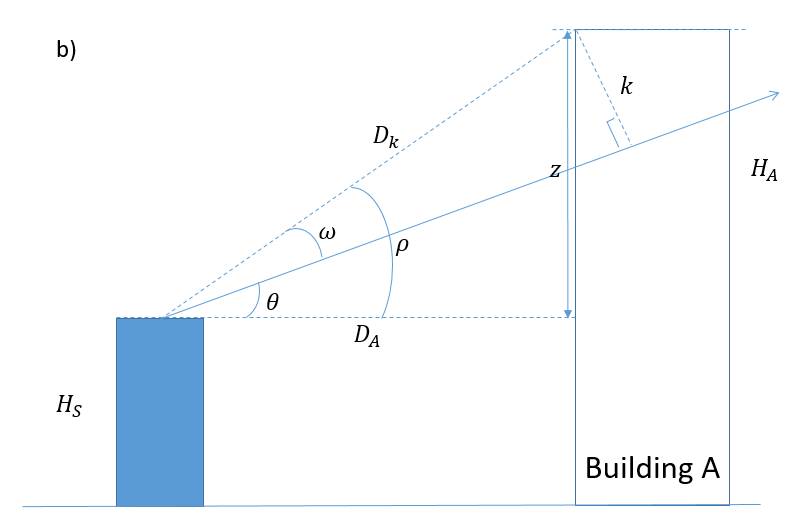 b)
k
D_k
z
H_A
ω
ρ
θ
D_A
H_S
Building A